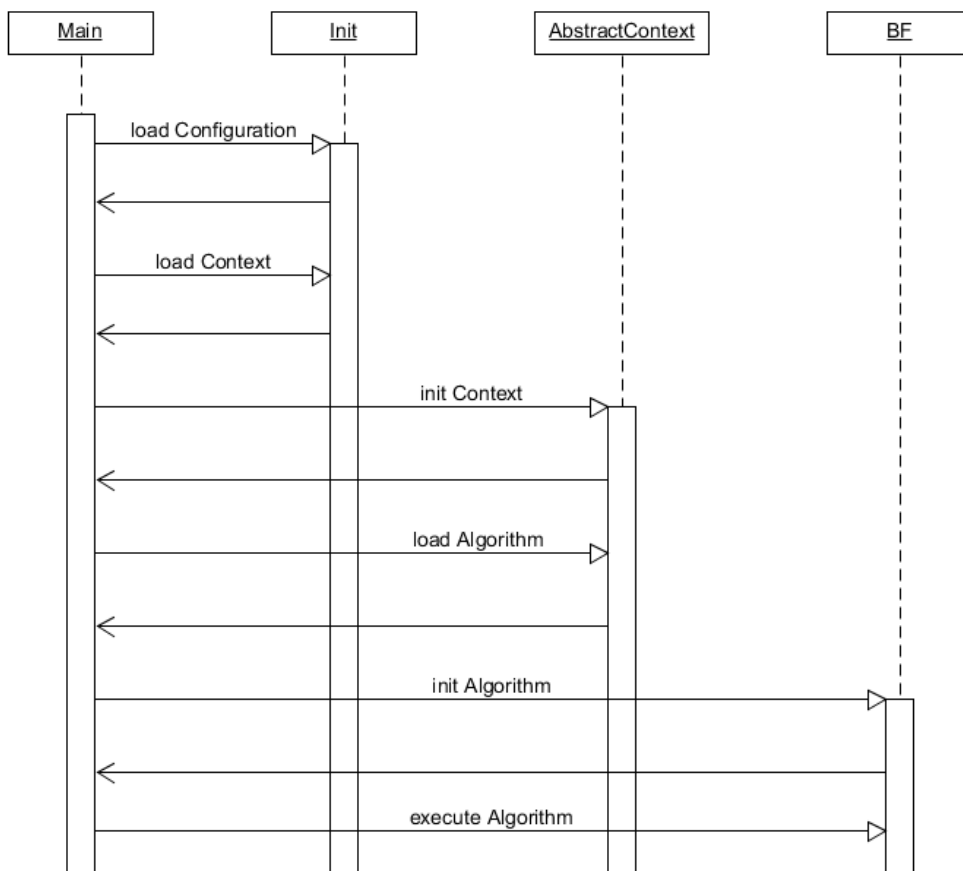 Main
Init
AbstractContext
BF
load Configuration
load Context
init Context
load Algorithm
init Algorithm
execute Algorithm